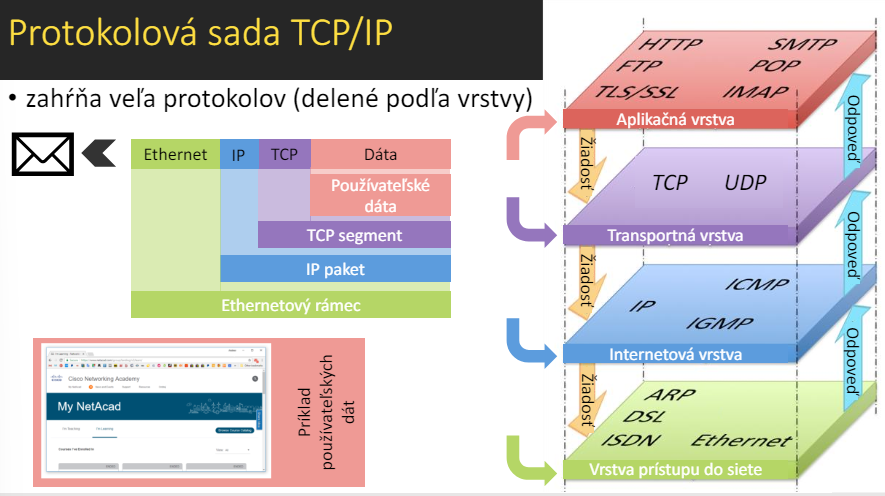 Protokolová sada TCP/IP
• zahŕňa veľa protokolov (delené podľa vrstvy)
Ethernet IP TCP Dáta
Používateľské
dáta
TCP segment
IP paket
Ethernetový rámec
Cisco Networking Academy
My NetAcad
I'm Learning
Príklad
používateľských
dát
HTTP SMTP
FTP POP
TLS/SSL IMAP
Aplikačná vrstva
Žiadosť
Odpoveď
TCP UDP
Transportná vrstva
Žiadosť
Odpoveď
ICMP
IP
IGMP
Internetová vrstva
Žiadosť
Odpoveď
ARP
DSL
ISDN Ethernet
Vrstva prístupu do siete